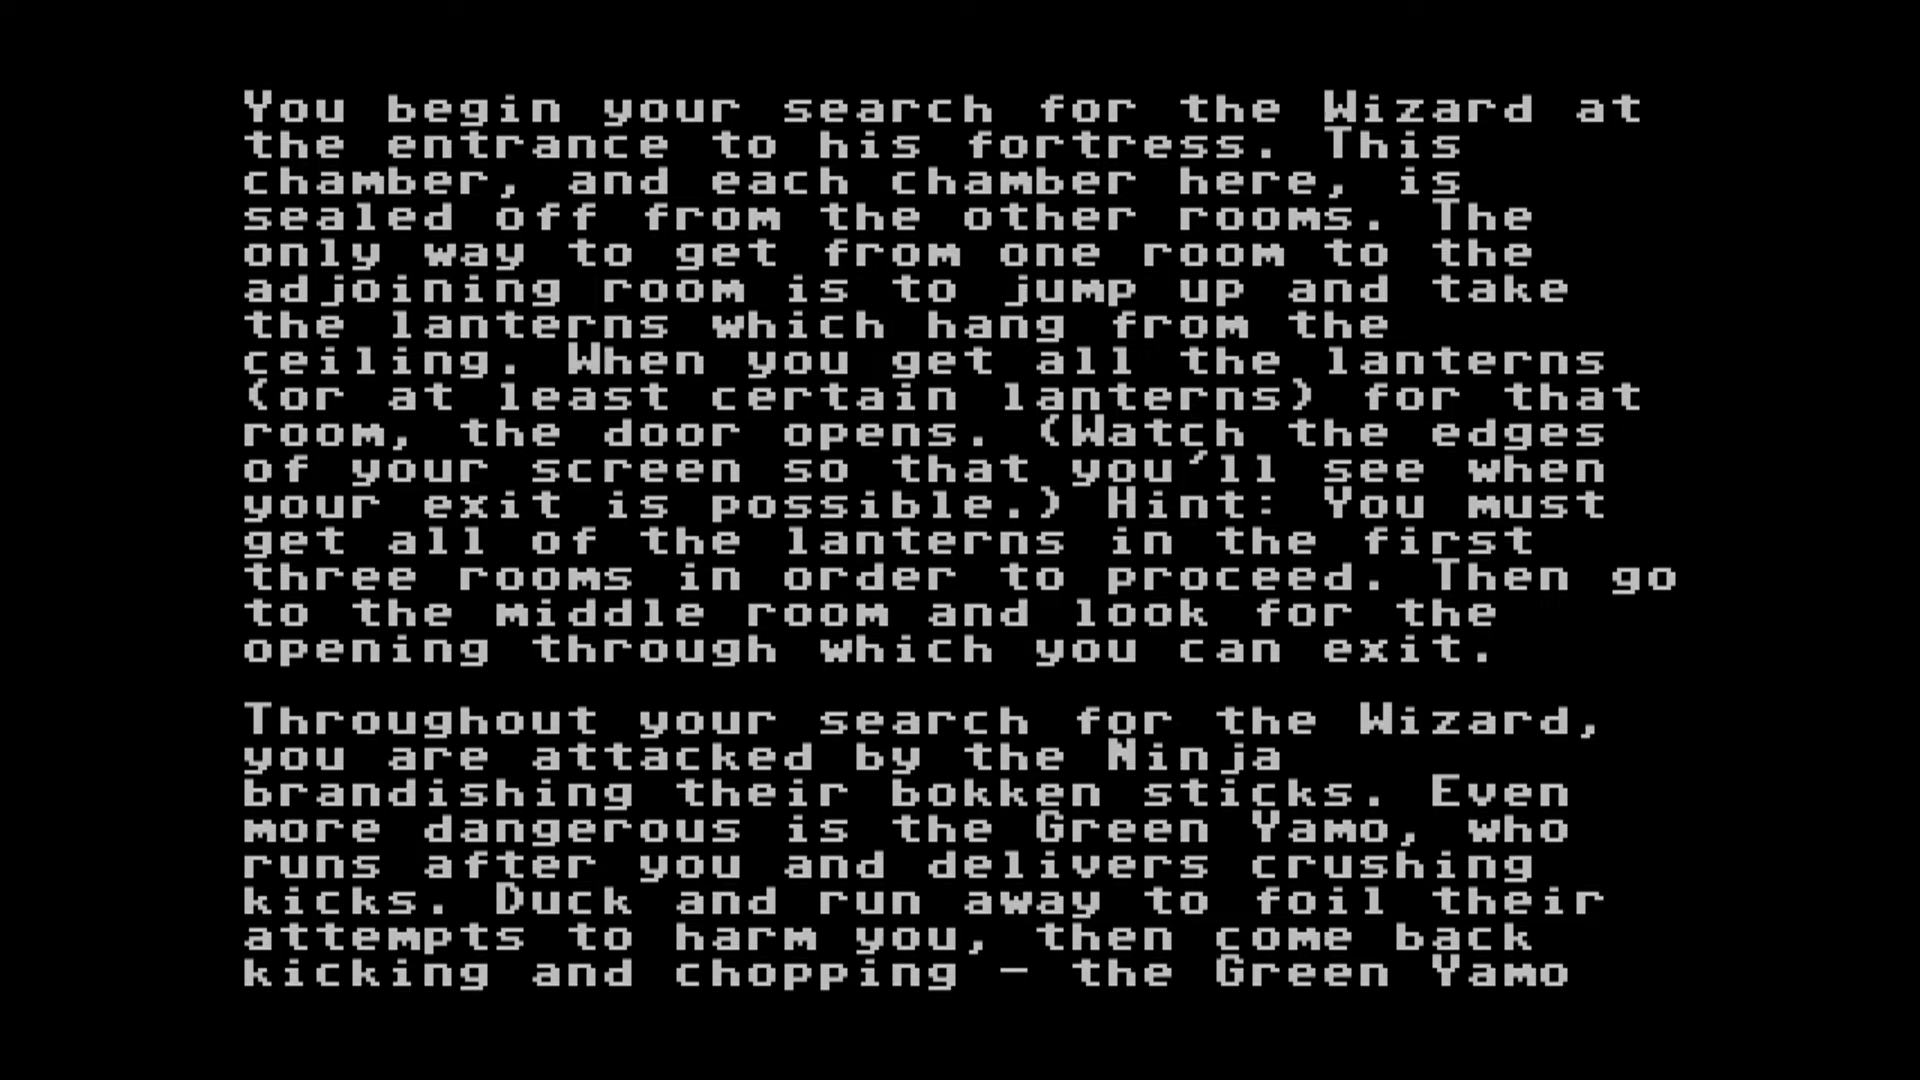 You begin your search for the Wizard at
the entrance to his fortress. This
chamber, and each chamber here, is
sealed off from the other rooms. The
only way to get from one room to the
adjoining room is to jump up and take
the lanterns which hang from the
ceiling. When you get all the lanterns
(or at least certain lanterns) for that
room, the door opens. (Watch the edges
of your screen so that you'll see when
your exit is possible.) Hint: You must
get all of the lanterns in the first
three rooms in order to proceed. Then go
to the middle room and look for the
opening through which you can exit.
Throughout your search for the Wizard,
you are attacked by the Ninja
brandishing their bokken sticks. Even
more dangerous is the Green Yamo, who
runs after you and delivers crushing
kicks. Duck and run away to foil their
attempts to harm you, then come back
kicking and chopping - the Green Yamo